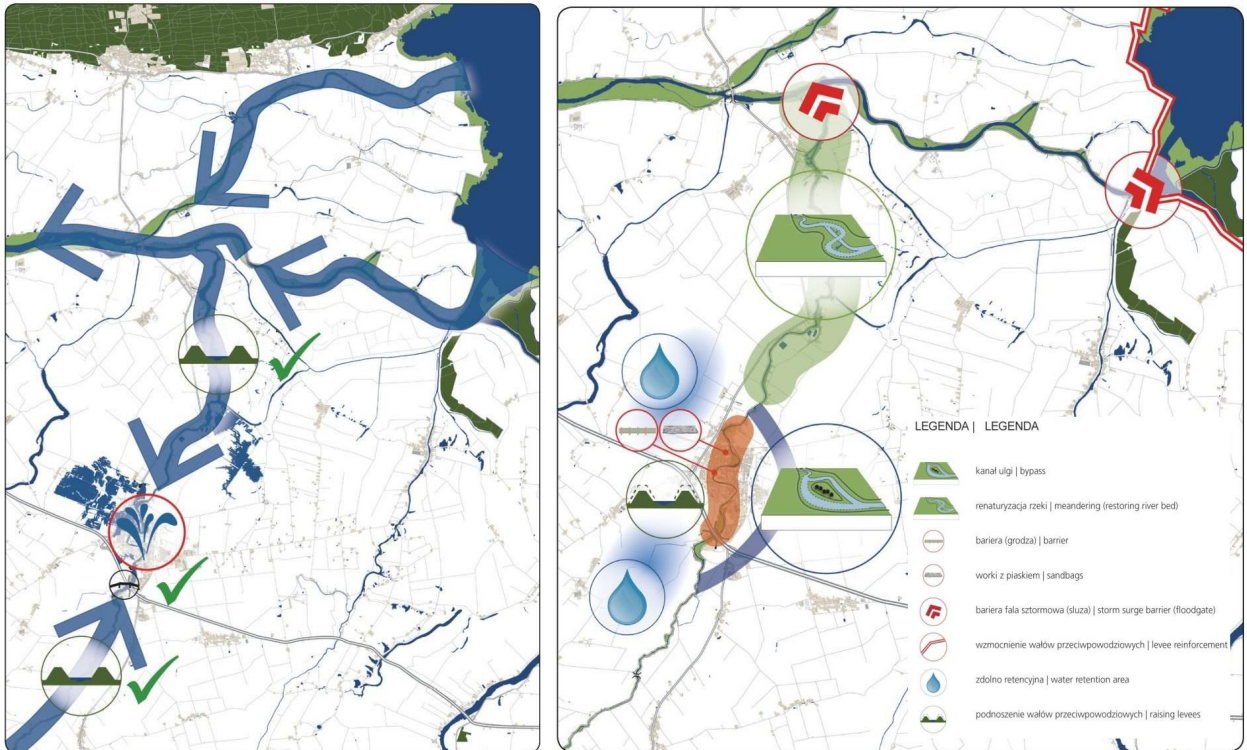 LEGENDA | LEGENDA
kanał ulgi | bypass
renaturyzacja rzeki | meandering (restoring river bed)
bariera (grodza) | barrier
worki z piaskiem | sandbags
bariera fala sztormowa (sluza) | storm surge barrier (floodgate)
wzmocnienie wałów przeciwpowodziowych | levee reinforcement
zdolno retencyjna | water retention area
podnoszenie wałów przeciwpowodziowych | raising levees